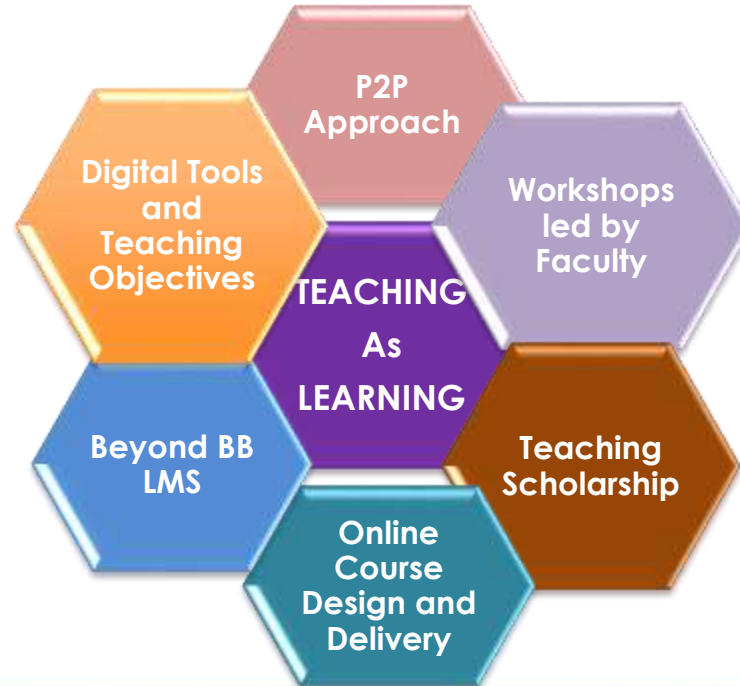 P2P
Approach
Digital Tools
and
Teaching
Objectives
Workshops
led by
Faculty
TEACHING
As
LEARNING
Beyond BB
LMS
Teaching
Scholarship
Online
Course
Design and
Delivery